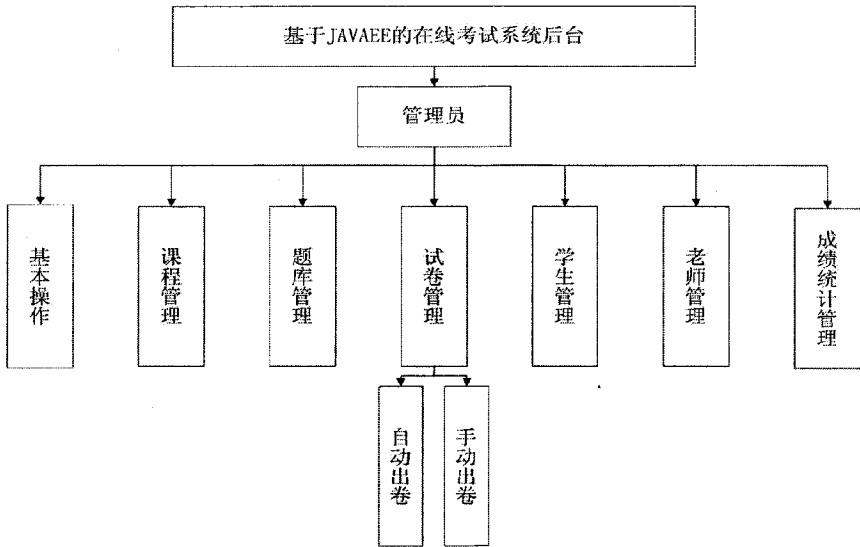 基于JAVAEE的在线考试系统后台
管理员
基本操作
课程管理
题库管理
试卷管理
学生管理
老师管理
成绩统计管理
自动出卷
手动出卷